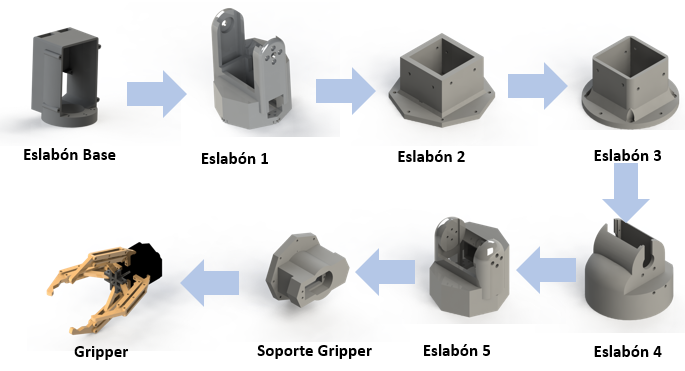 Eslabón Base
Eslabón 1
Eslabón 2
Eslabón 3
Gripper
Soporte Gripper
Eslabón 5
Eslabón 4